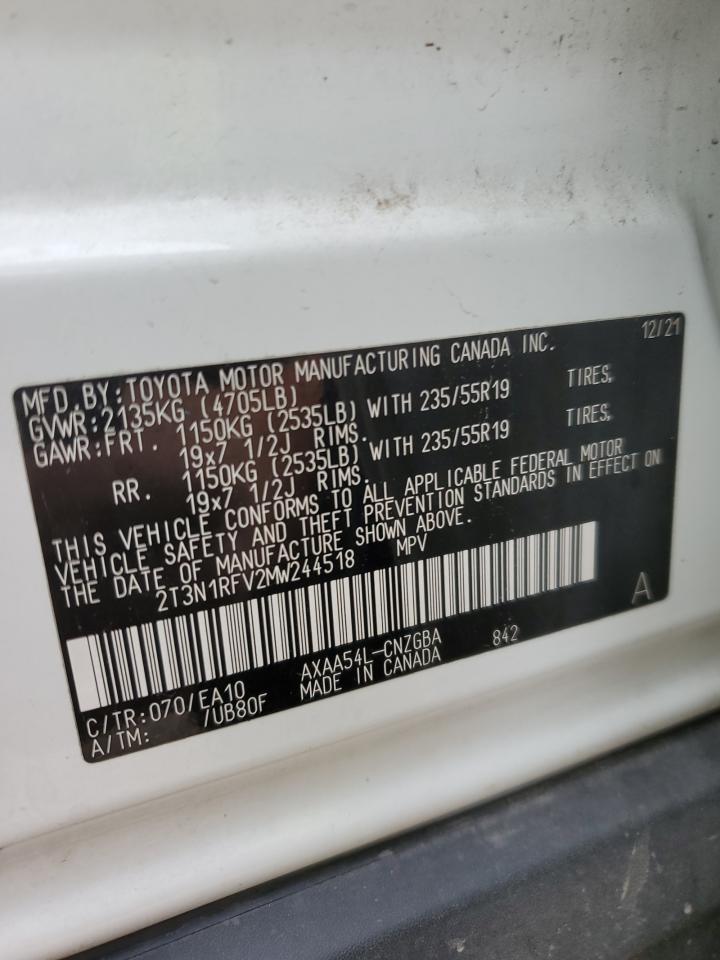 12/21
MFD.BY:TOYOTA MOTOR MANUFACTURING CANADA INC.
GVWR:2135KG (4705LB)
GAWR:FRT. 1150KG (2535LB) WITH 235/55R19 TIRES,
19x7 1/2J RIMS.
RR. 1150KG (2535LB) WITH 235/55R19 TIRES,
19x7 1/2J RIMS.
THIS VEHICLE CONFORMS TO ALL APPLICABLE FEDERAL MOTOR
VEHICLE SAFETY AND THEFT PREVENTION STANDARDS IN EFFECT ON
THE DATE OF MANUFACTURE SHOWN ABOVE.
2T3N1RFV2MW244518 MPV
A
C/TR:070/EA10 AXAA54L-CNZGBA 842
A/TM: /UB80F MADE IN CANADA